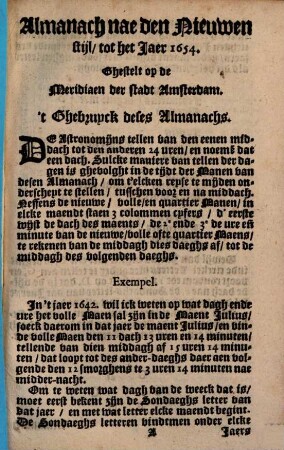 Almanach nae den Nieuwen
stijl/ tot het Jaer 1654.
Ghestelt op de
Meridiaen der stadt Amsterdam.
't Ghebruyck deses Almanachs.
DE Astronomijns tellen van den eenen mid-
dach tot den anderen 24 uren/ en noemt dat
een dach. Sulcke maniere van tellen der da-
gen is ghevolght in de tijdt der Manen van
desen Almanach/ om t'elcken reyse te mijden on-
derscheyt te stellen/ tusschen voor en na middach.
Neffens de nieuwe/ volle/ en quartier Manen/ in
elcke maendt staen 3 colommen cyfers/ d' eerste
wijst de dach des maents/ de 2e ende 3e de ure en
minute van de nieuwe/ volle ofte quartier Maens/
te rekenen van de middagh dies daeghs af/ tot de
middagh des volgenden daeghs.
Exempel.
In 't jaer 1642. wil ick weten op wat dagh ende
ure het volle Maen sal zijn in de Maent Julius/
soeck daerom in dat jaer de maent Julius/ en vin-
de volle Maen den 11 dach 13 uren en 14 minuten/
tellende van dien middagh af 15 uren 14 minu-
ten/ dat loopt tot des ander-daeghs daer aen vol-
gende den 12 smorghens te 3 uren 14 minuten nae
midder-nacht.
Om te weten wat dagh van de weeck dat is/
moet eerst bekent zijn de Sondaeghs letter van
dat jaer / en met wat letter elcke maendt begint.
De Sondaeghs letteren vindtmen onder elcke
A Jaers